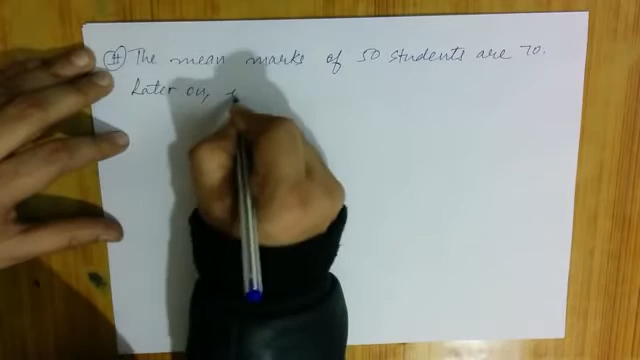 # The mean marks of 50 students are 70.
Later on,